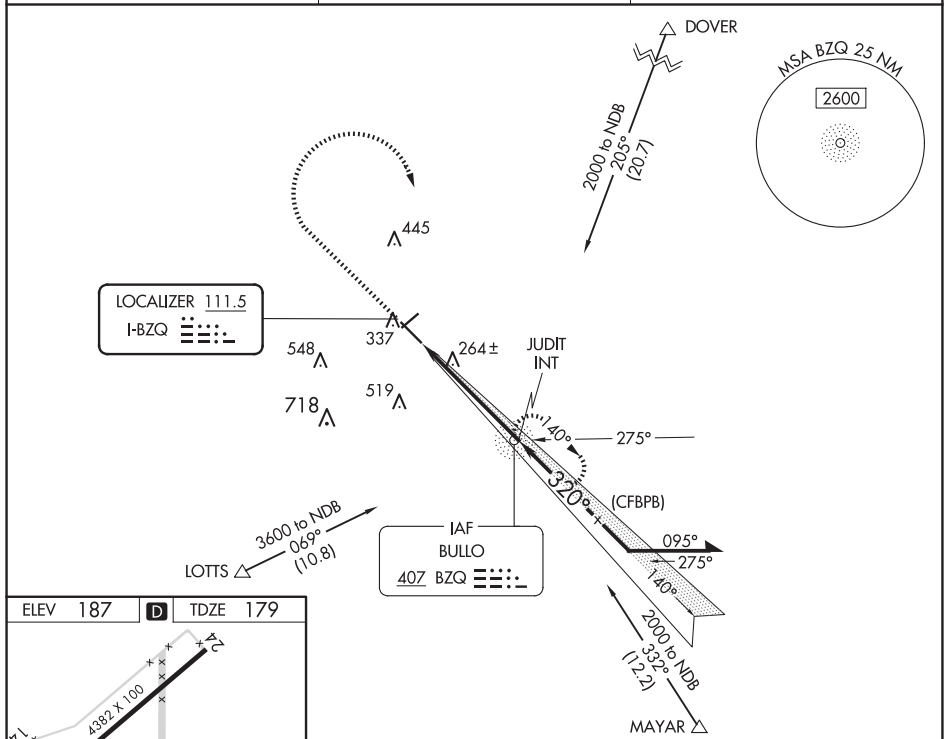 DOVER
MSA BZQ 25 NM
2600
2000 to NDB
205°
(20.7)
445
LOCALIZER 111.5
I-BZQ
337
548
264±
JUDIT
INT
519
718
140°
275°
320°
(CFBPB)
3600 to NDB
069°
(10.8)
LOTTS
IAF
BULLO
407 BZQ
095°
275°
140°
2000 to NDB
332°
(12.2)
MAYAR
ELEV 187 D TDZE 179
24
4382 X 100
14